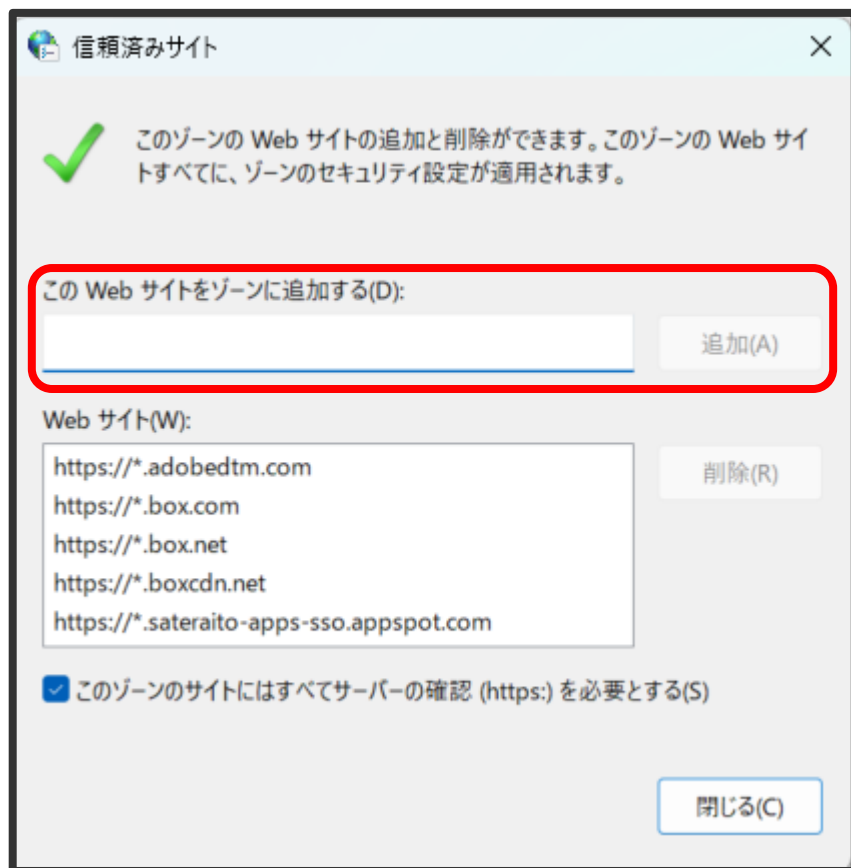 信頼済みサイト
このゾーンの Web サイトの追加と削除ができます。このゾーンの Web サイ
トすべてに、ゾーンのセキュリティ設定が適用されます。
この Web サイトをゾーンに追加する(D):
追加(A)
Web サイト(W):
https://*.adobedtm.com
削除(R)
https://*.box.com
https://*.box.net
https://*.boxcdn.net
https://*.sateraito-apps-sso.appspot.com
このゾーンのサイトにはすべてサーバーの確認 (https:) を必要とする(S)
閉じる(C)